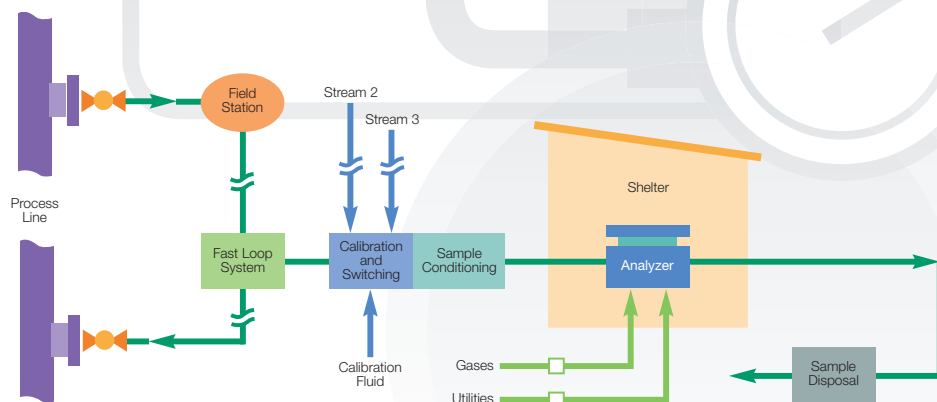 Field
Station
Stream 2
Stream 3
Process
Line
Shelter
Fast Loop
System
Calibration
and
Switching
Sample
Conditioning
Analyzer
Calibration
Fluid
Gases
Utilities
Sample
Disposal